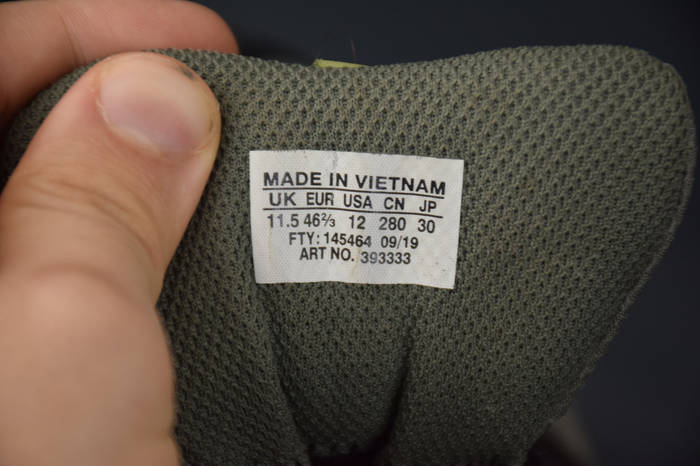 MADE IN VIETNAM
UK EUR USA CN JP
11.5 46⅔ 12 280 30
FTY: 145464 09/19
ART NO. 393333